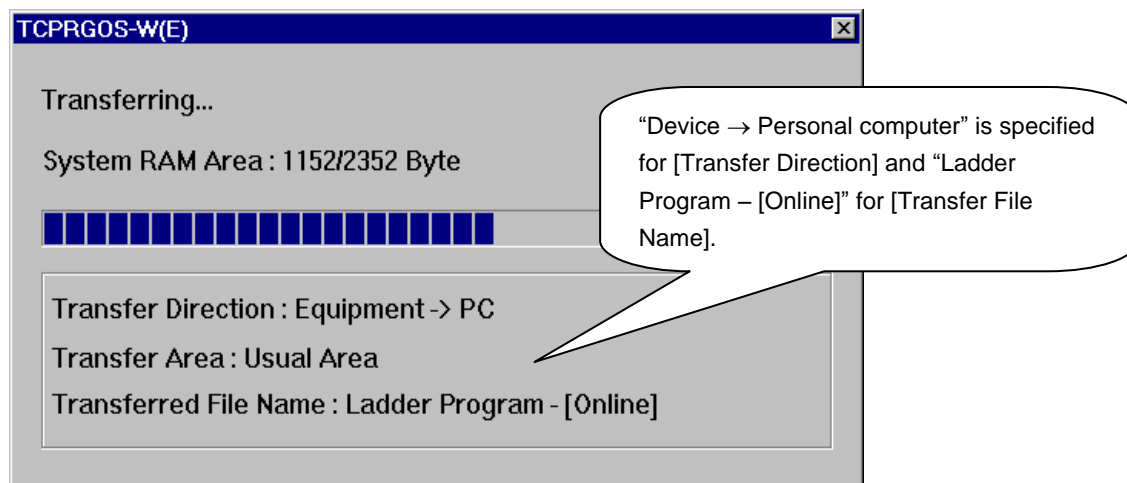 TCPRGOS-W(E)
Transferring...
System RAM Area : 1152/2352 Byte
“Device → Personal computer” is specified
for [Transfer Direction] and “Ladder
Program – [Online]” for [Transfer File
Name].
Transfer Direction : Equipment -> PC
Transfer Area : Usual Area
Transferred File Name : Ladder Program - [Online]